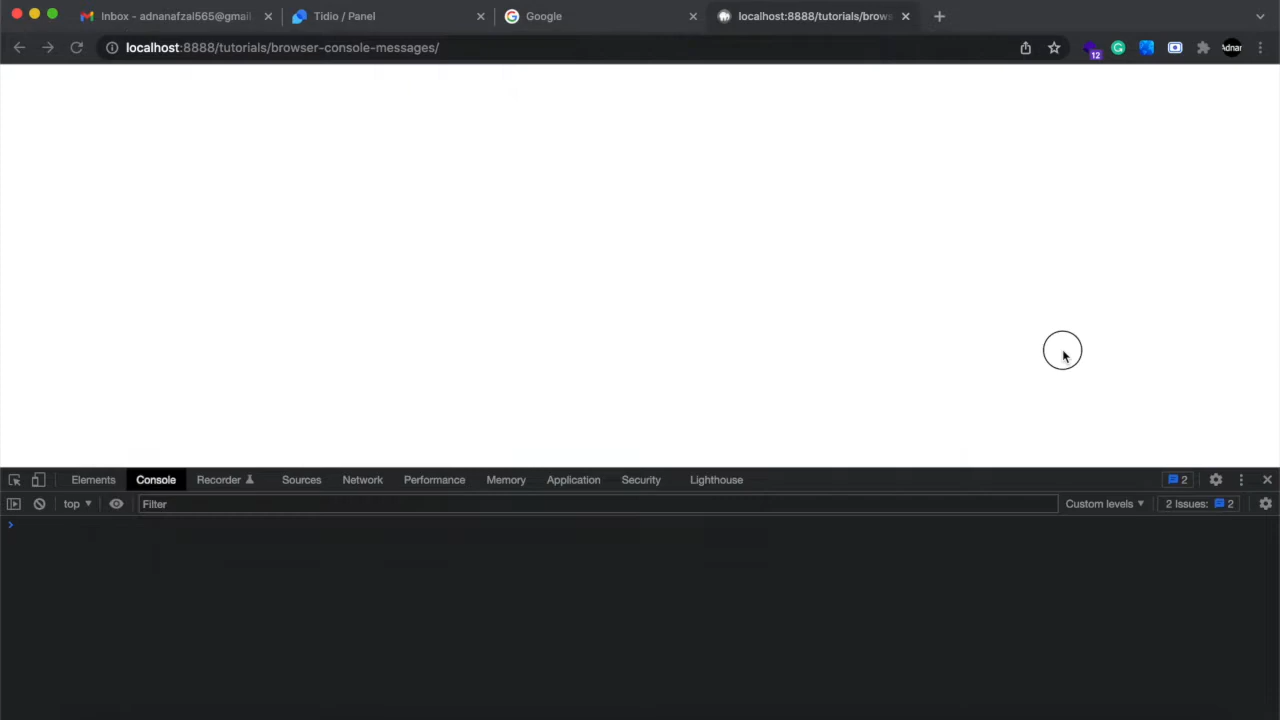 Inbox - adnanafzal565@gmail
Tidio / Panel
Google
localhost:8888/tutorials/brows
localhost:8888/tutorials/browser-console-messages/
12
Adnan
Elements
Console
Recorder
Sources
Network
Performance
Memory
Application
Security
Lighthouse
2
top
Filter
Custom levels
2 Issues:
2